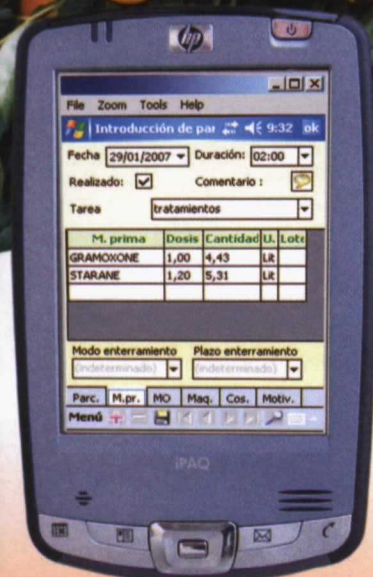 hp
File Zoom Tools Help
Introducción de par 9:32 ok
Fecha 29/01/2007 Duración: 02:00
Realizado: Comentario :
Tarea tratamientos
M. prima Dosis Cantidad U. Lote
GRAMOXONE 1,00 4,43 Lit
STARANE 1,20 5,31 Lit
Modo enterramiento Plazo enterramiento
(indeterminado) (indeterminado)
Parc. M.pr. MO Maq. Cos. Motiv.
Menú
iPAQ